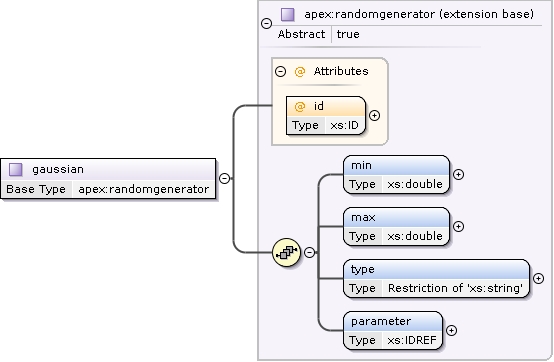 apex:randomgenerator (extension base)
Abstract true
@ Attributes
@ id
Type xs:ID
gaussian
Base Type apex:randomgenerator
min
Type xs:double
max
Type xs:double
type
Type Restriction of 'xs:string'
parameter
Type xs:IDREF